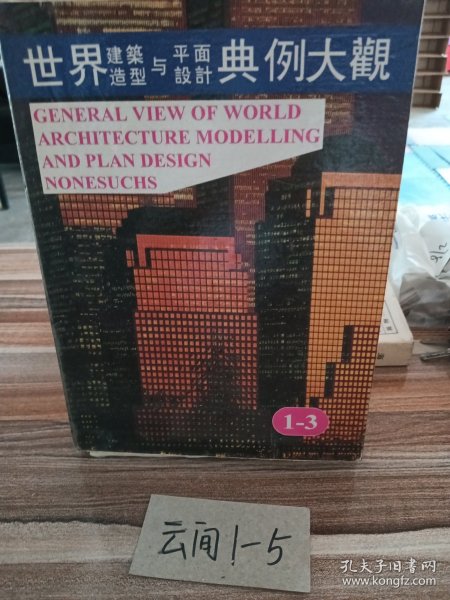 世界建築造型与平面設計典例大觀
GENERAL VIEW OF WORLD
ARCHITECTURE MODELLING
AND PLAN DESIGN
NONESUCHS
1-3
云间1-5
孔夫子旧书网
www.kongfz.com